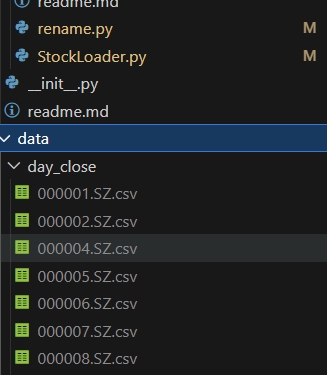 readme.md
rename.py M
StockLoader.py M
__init__.py
readme.md
data
day_close
000001.SZ.csv
000002.SZ.csv
000004.SZ.csv
000005.SZ.csv
000006.SZ.csv
000007.SZ.csv
000008.SZ.csv